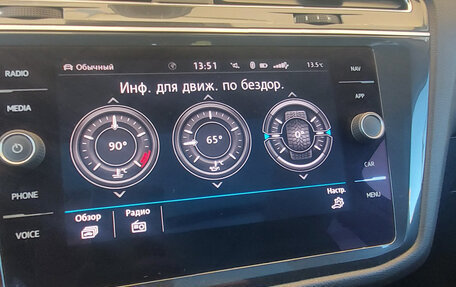 RADIO
MEDIA
PHONE
VOICE
Обычный
13:51
13.5°C
Инф. для движ. по бездор.
90°
65°
0°
Обзор
Радио
Настр.
NAV
APP
CAR
MENU